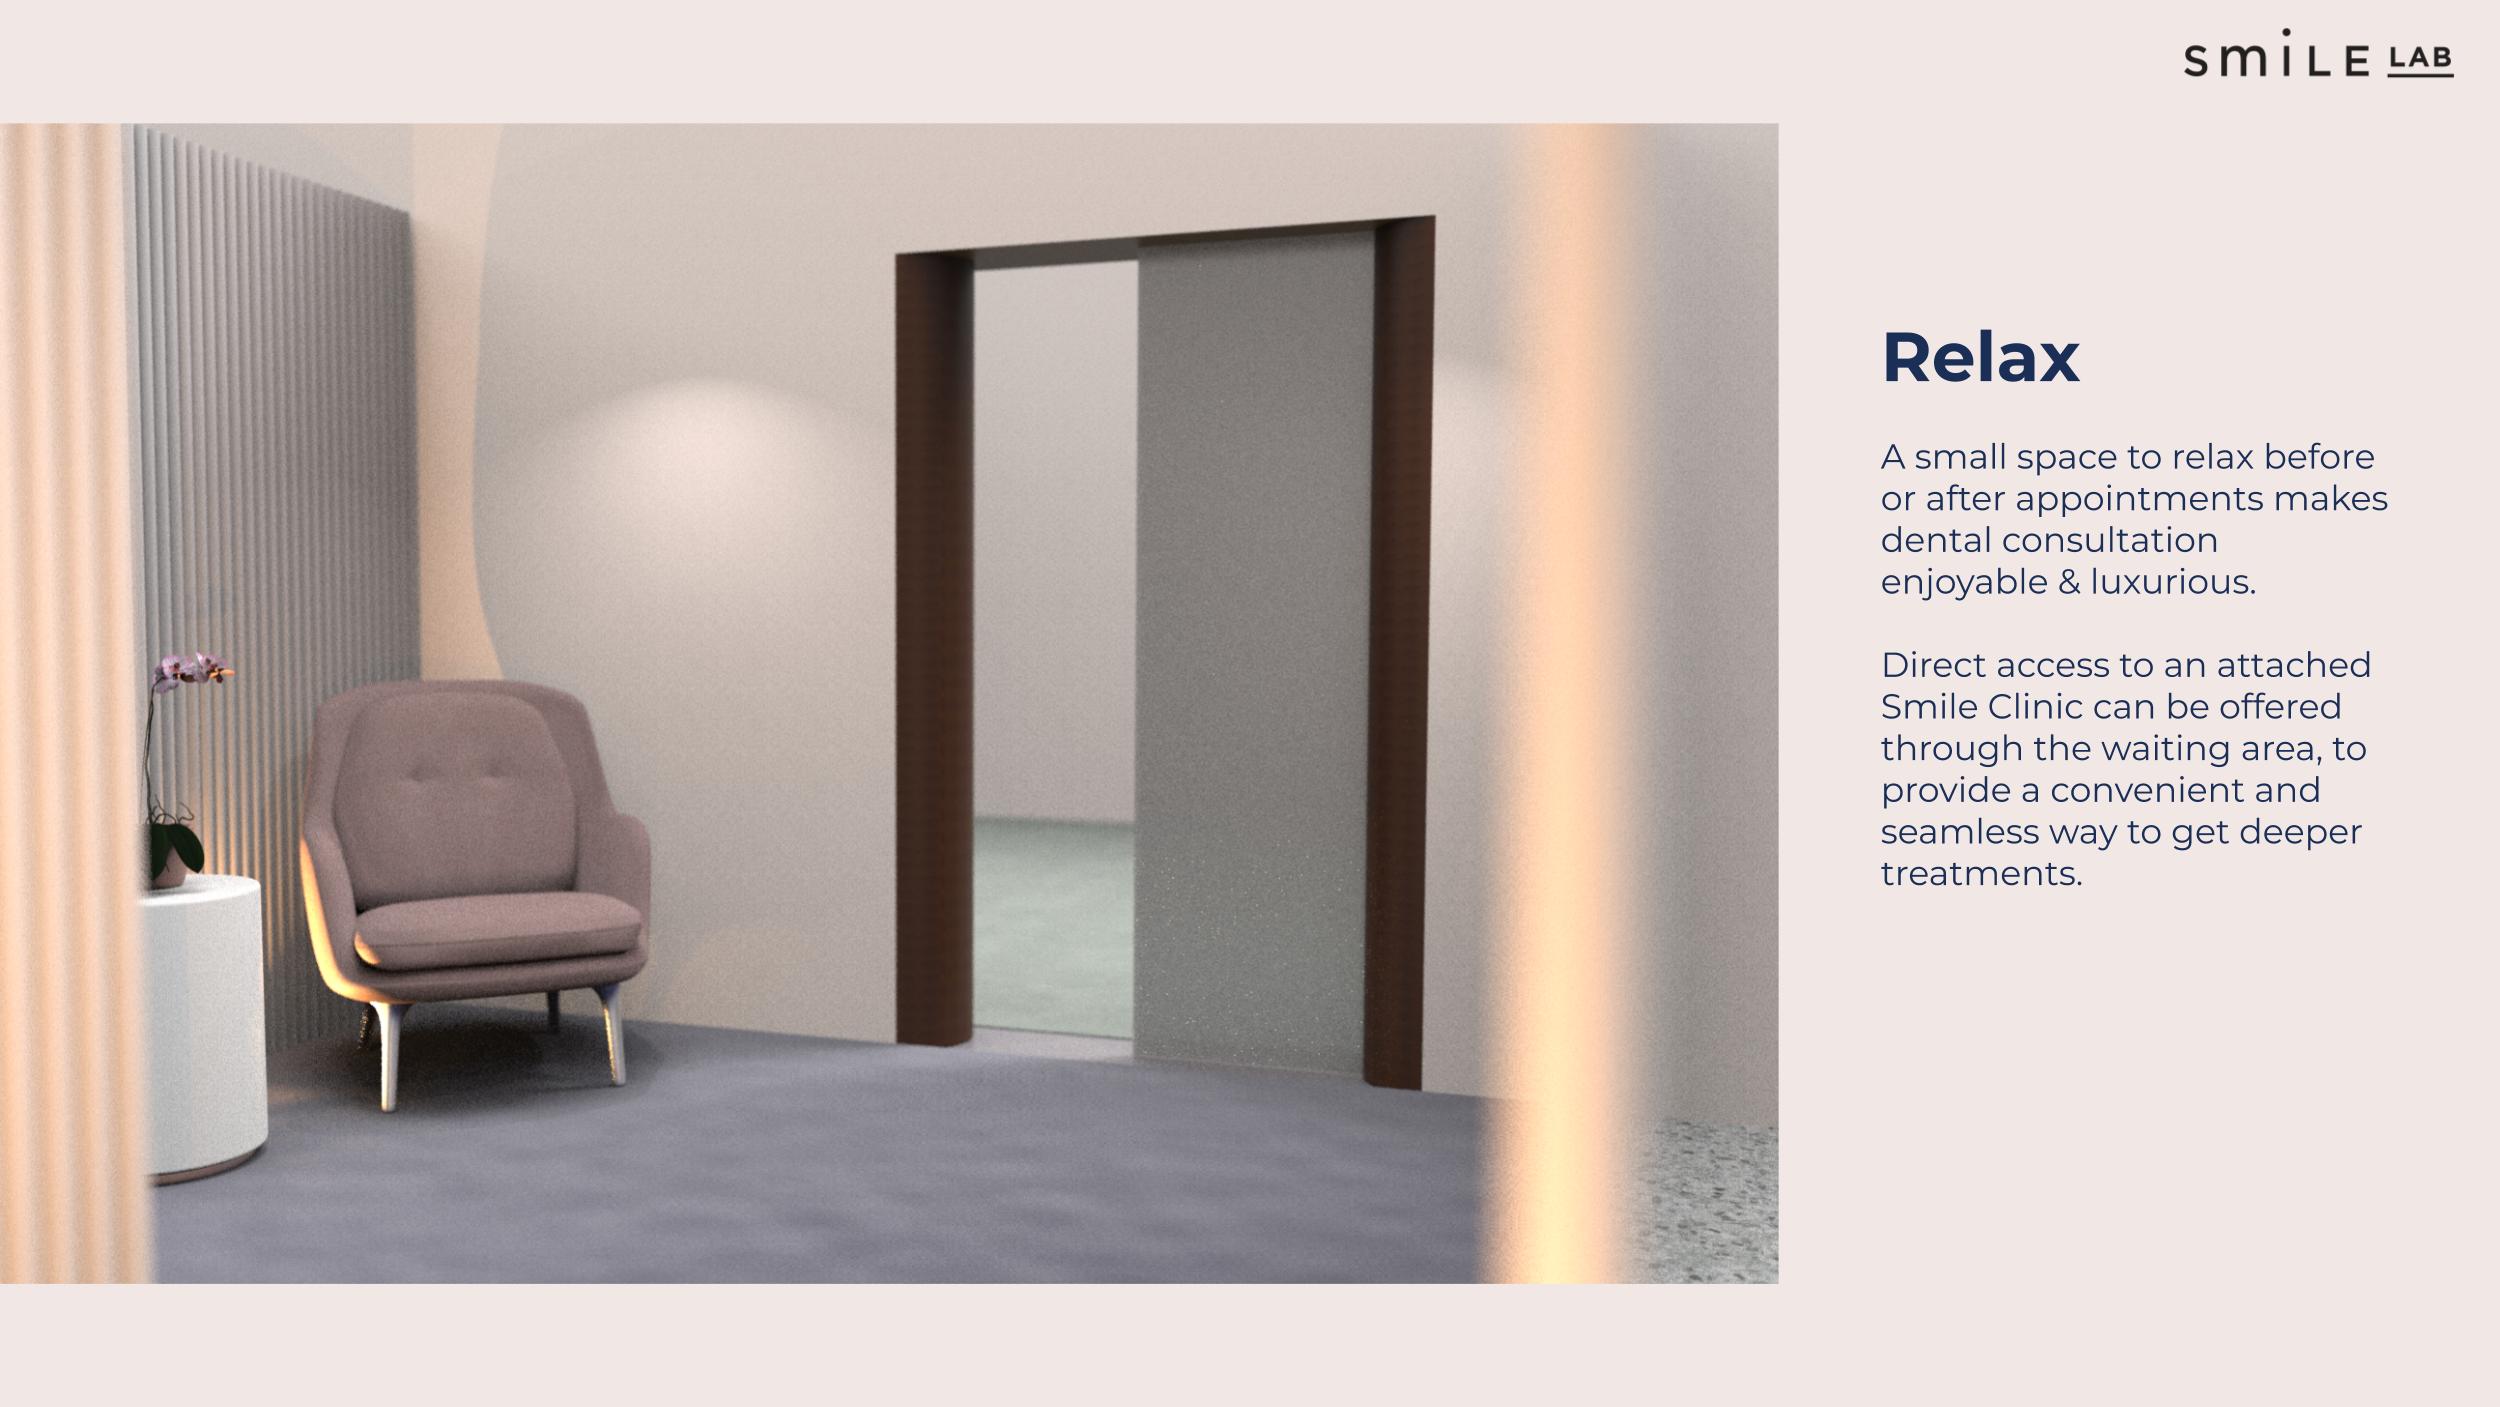 smiLE LAB
Relax
A small space to relax before
or after appointments makes
dental consultation
enjoyable & luxurious.
Direct access to an attached
Smile Clinic can be offered
through the waiting area, to
provide a convenient and
seamless way to get deeper
treatments.